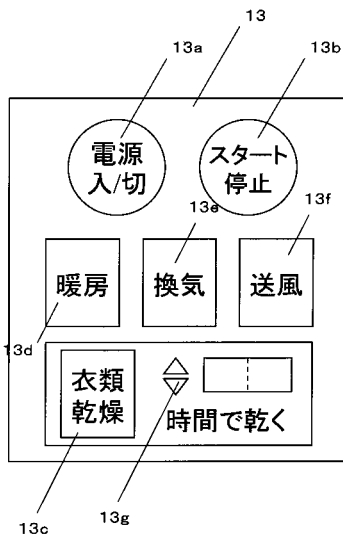 13
13a
13b
電源
入/切
スタート
停止
13e
13f
暖房
換気
送風
13d
衣類
乾燥
時間で乾く
13c
13g